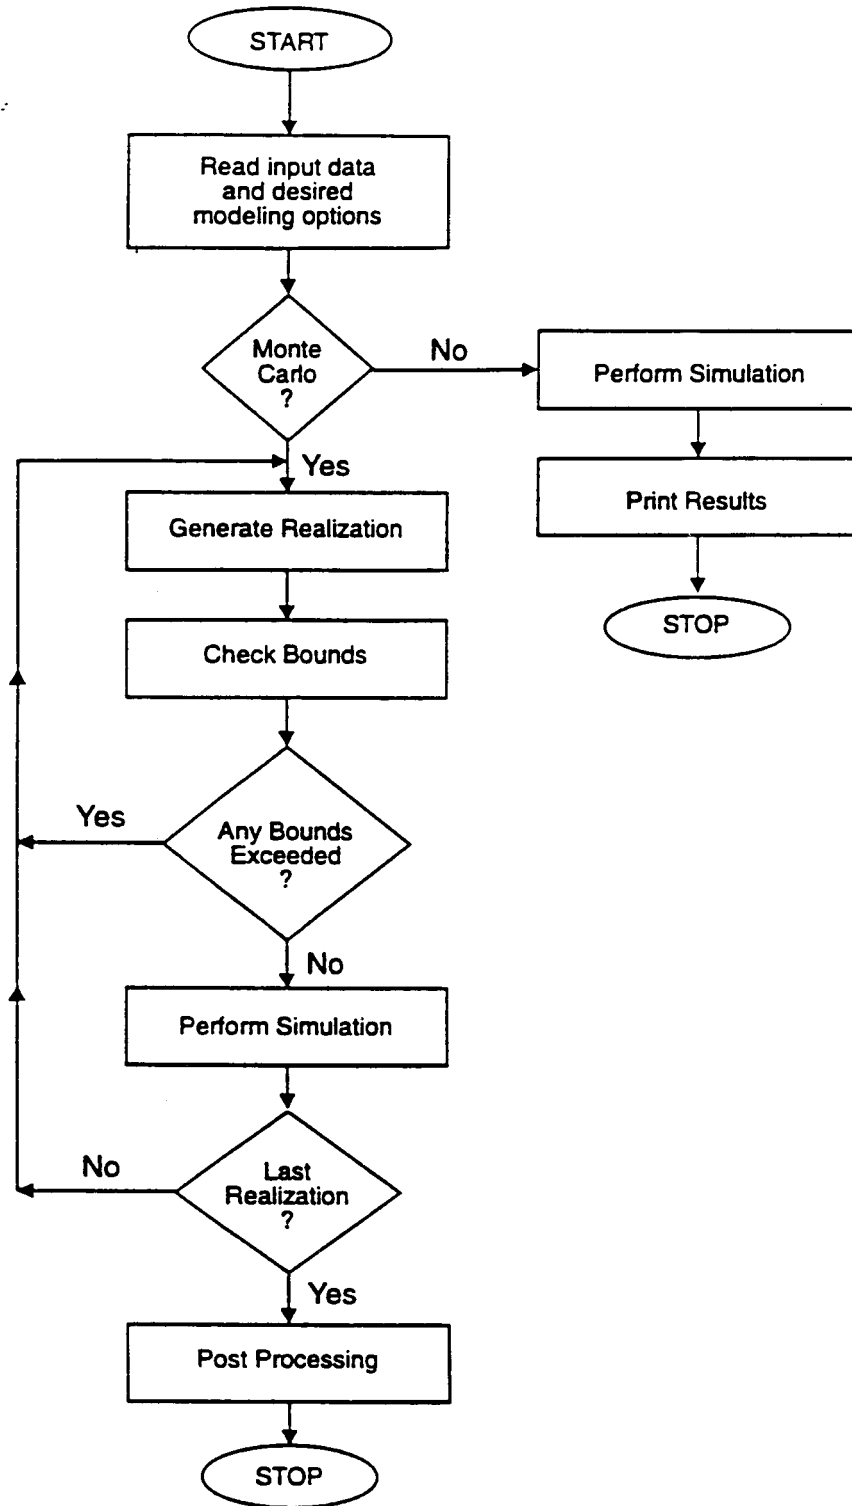 START
Read input data
and desired
modeling options
Monte
Carlo
?
No
Perform Simulation
Yes
Print Results
Generate Realization
STOP
Check Bounds
Yes
Any Bounds
Exceeded
?
No
Perform Simulation
No
Last
Realization
?
Yes
Post Processing
STOP